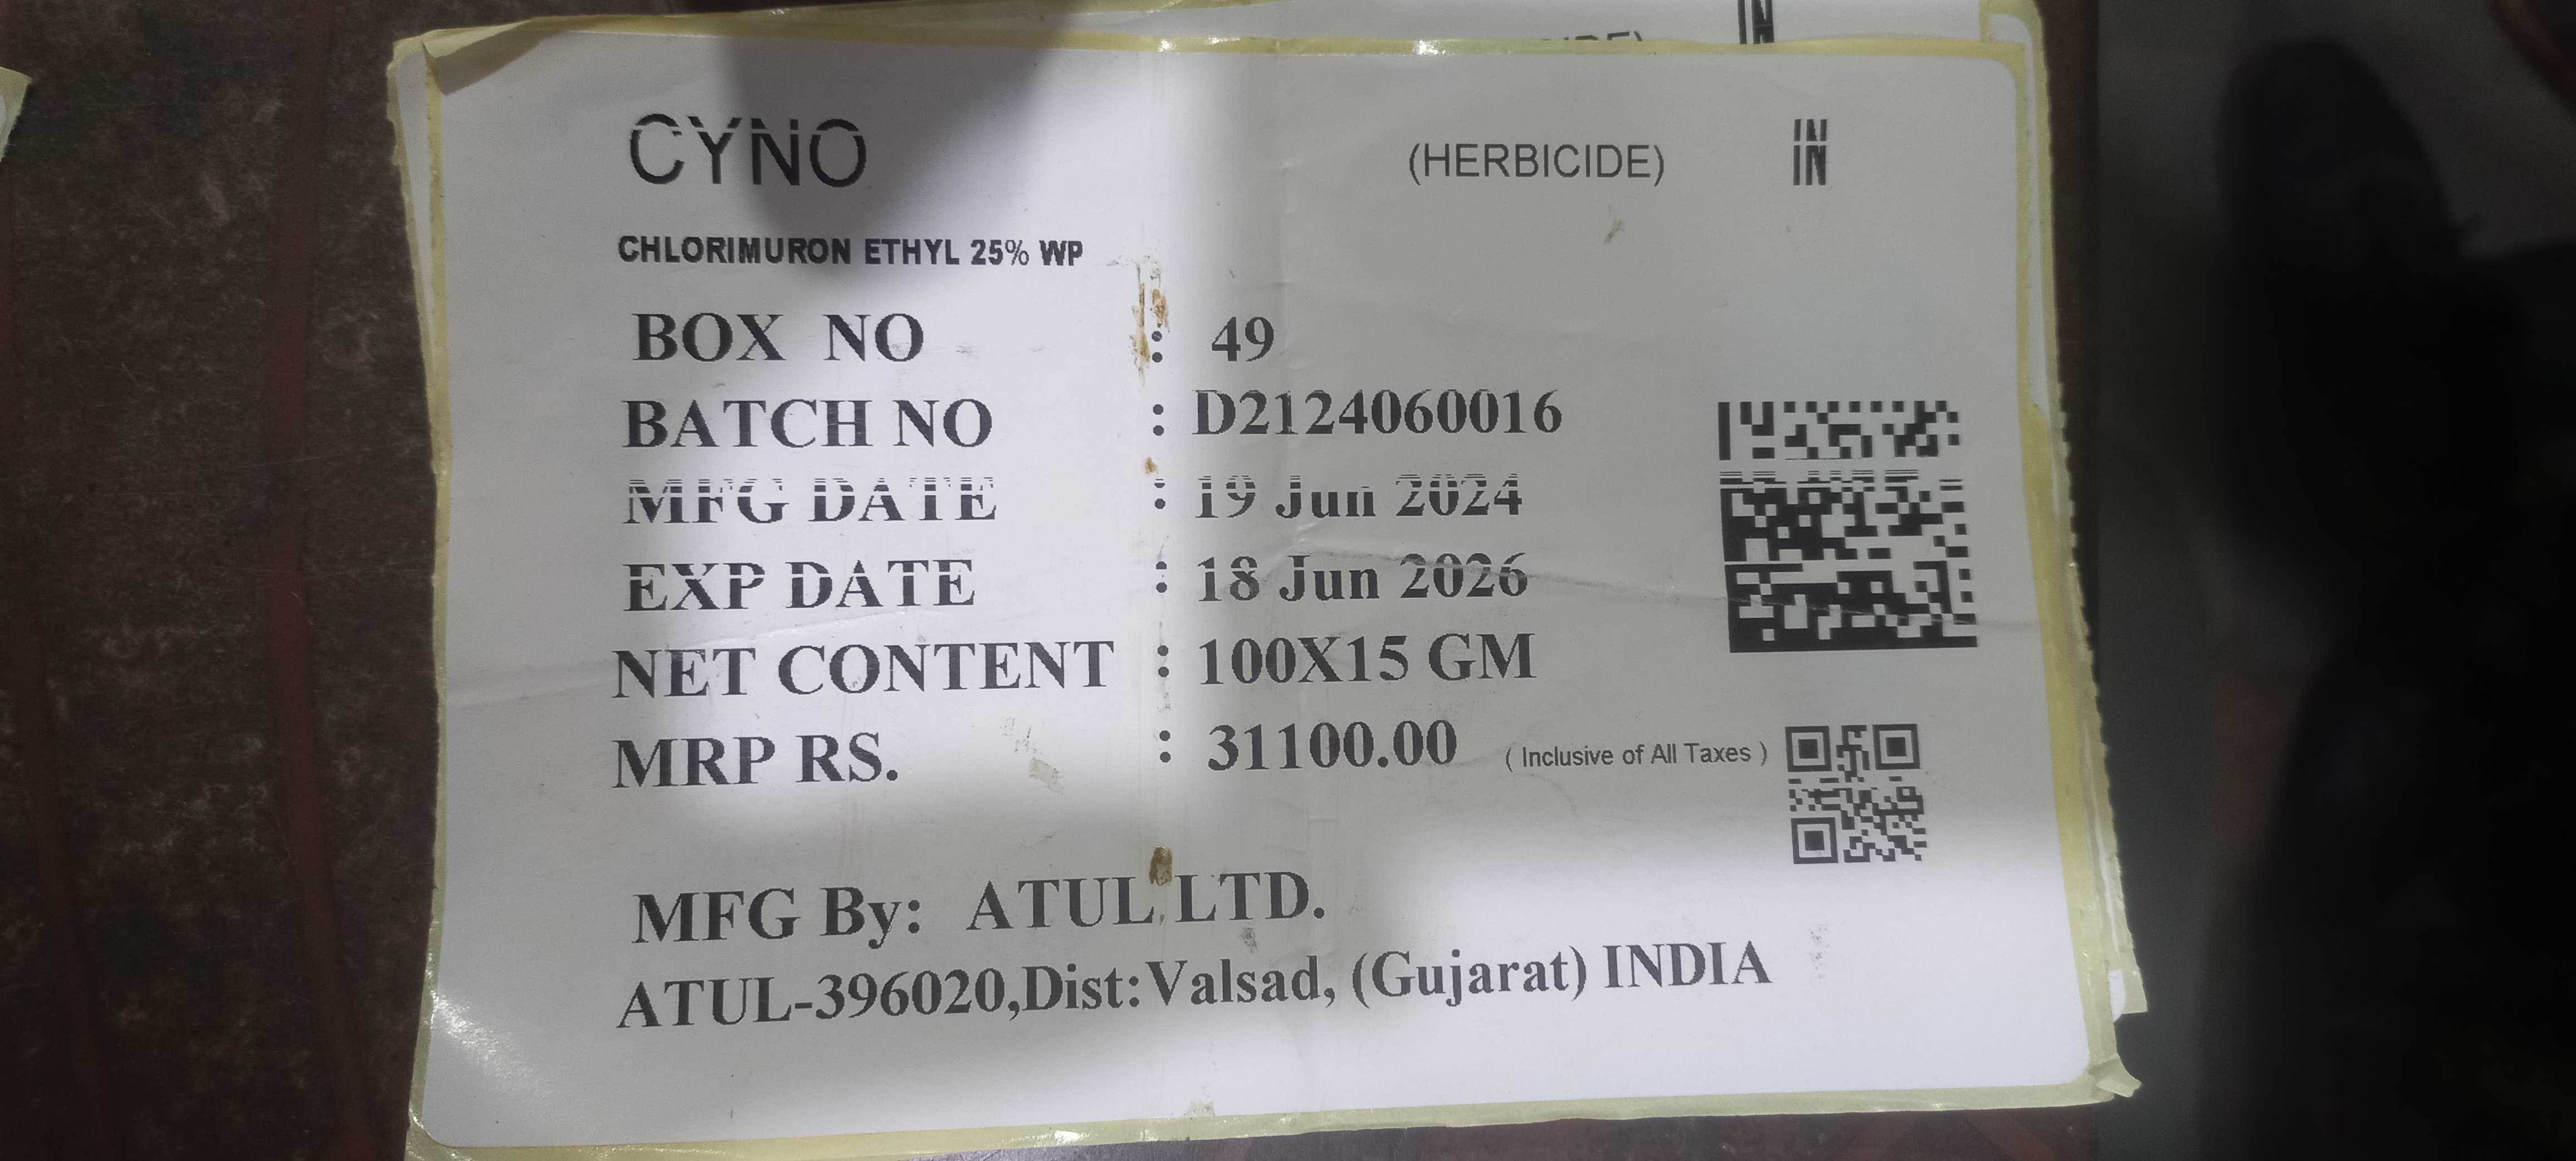 CYNO (HERBICIDE) IN
CHLORIMURON ETHYL 25% WP
BOX NO : 49
BATCH NO : D2124060016
MFG DATE : 19 Jun 2024
EXP DATE : 18 Jun 2026
NET CONTENT : 100X15 GM
MRP RS. : 31100.00 ( Inclusive of All Taxes )
MFG By: ATUL LTD.
ATUL-396020,Dist:Valsad, (Gujarat) INDIA